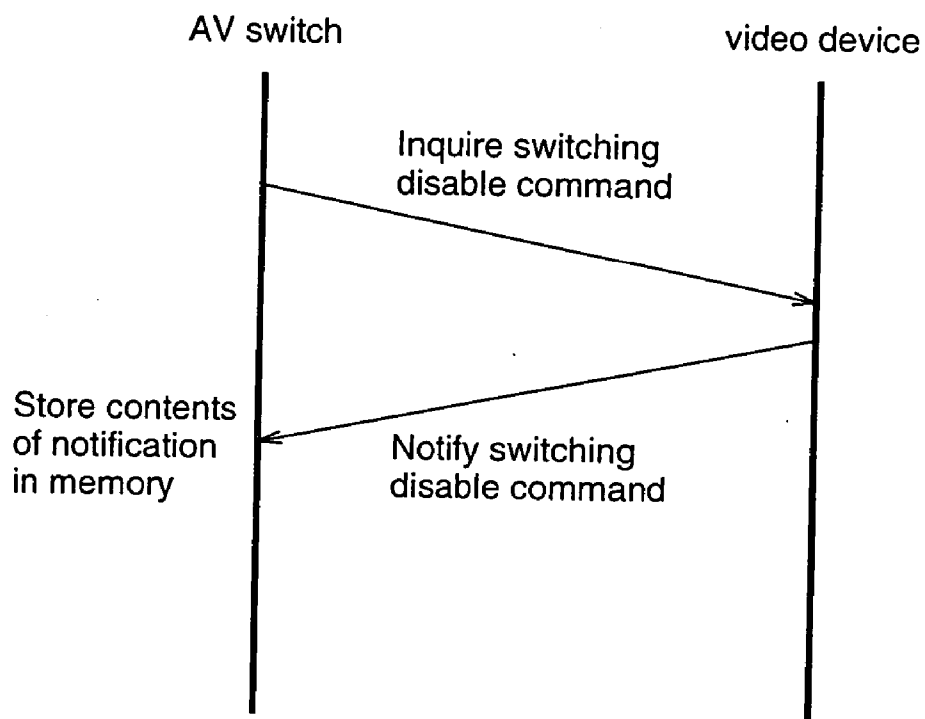 AV switch
video device
Inquire switching
disable command
Store contents
of notification
in memory
Notify switching
disable command